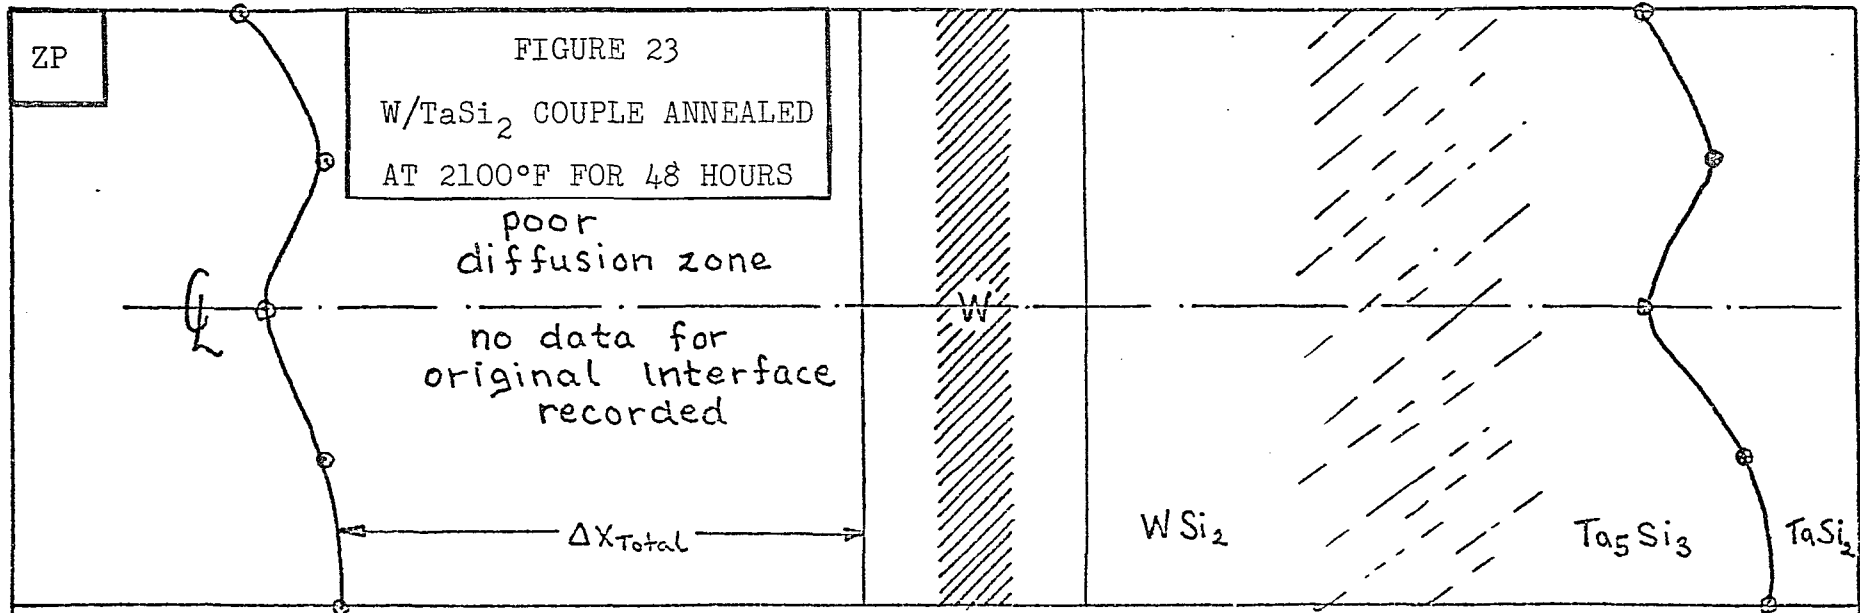 ZP
FIGURE 23
W/TaSi₂ COUPLE ANNEALED
AT 2100°F FOR 48 HOURS
poor
diffusion zone
℄
W
no data for
original interface
recorded
ΔX_Total
WSi₂
Ta₅Si₃
TaSi₂